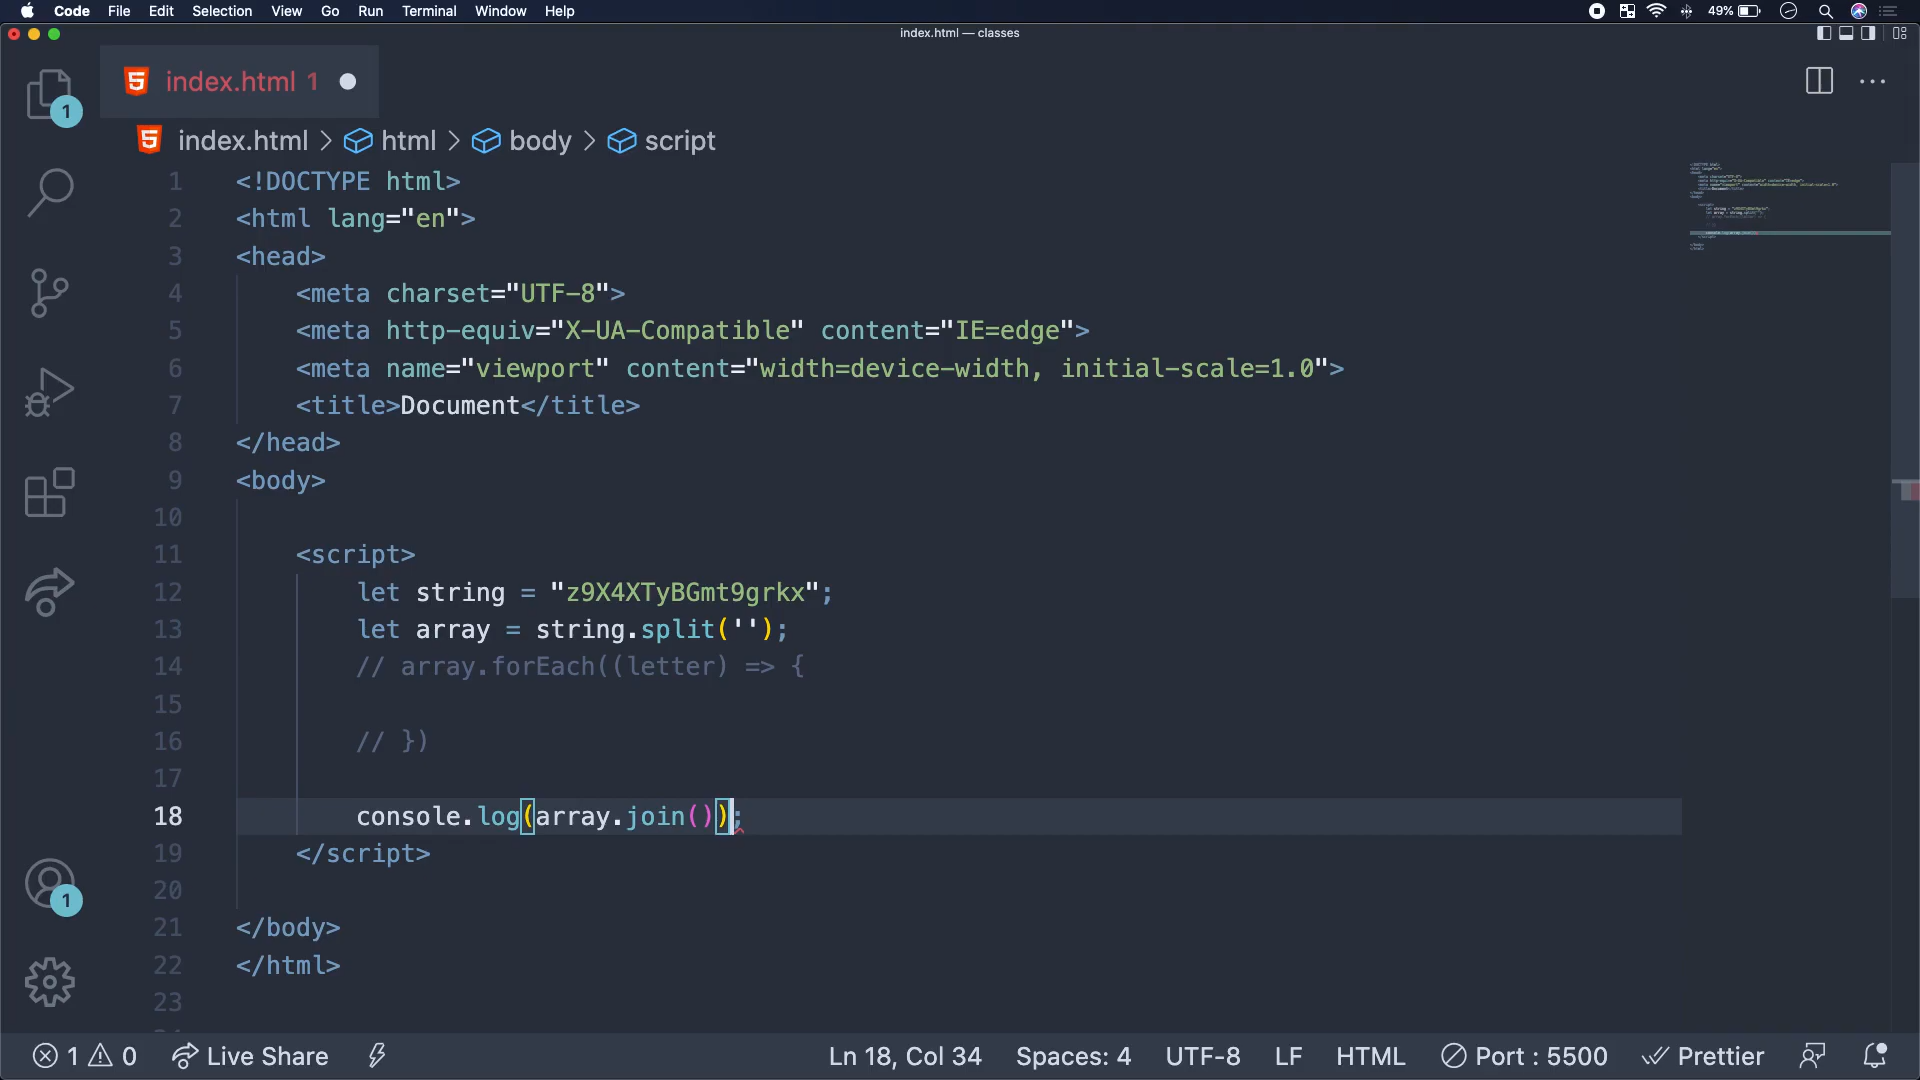 Code File Edit Selection View Go Run Terminal Window Help 49%
index.html — classes
index.html 1
1
index.html > html > body > script
1 <!DOCTYPE html>
2 <html lang="en">
3 <head>
4 <meta charset="UTF-8">
5 <meta http-equiv="X-UA-Compatible" content="IE=edge">
6 <meta name="viewport" content="width=device-width, initial-scale=1.0">
7 <title>Document</title>
8 </head>
9 <body>
10
11 <script>
12 let string = "z9X4XTyBGmt9grkx";
13 let array = string.split('');
14 // array.forEach((letter) => {
15
16 // })
17
18 console.log(array.join());
19 </script>
20
1
21 </body>
22 </html>
23
1 0 Live Share Ln 18, Col 34 Spaces: 4 UTF-8 LF HTML Port : 5500 Prettier